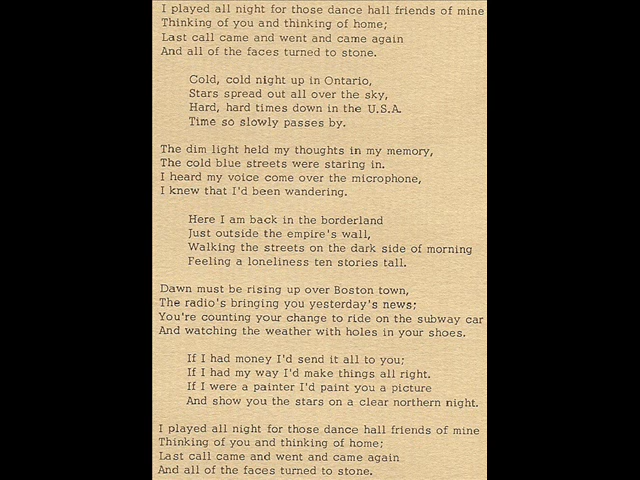 I played all night for those dance hall friends of mine
Thinking of you and thinking of home;
Last call came and went and came again
And all of the faces turned to stone.
Cold, cold night up in Ontario,
Stars spread out all over the sky,
Hard, hard times down in the U.S.A.
Time so slowly passes by.
The dim light held my thoughts in my memory,
The cold blue streets were staring in.
I heard my voice come over the microphone,
I knew that I'd been wandering.
Here I am back in the borderland
Just outside the empire's wall,
Walking the streets on the dark side of morning
Feeling a loneliness ten stories tall.
Dawn must be rising up over Boston town,
The radio's bringing you yesterday's news;
You're counting your change to ride on the subway car
And watching the weather with holes in your shoes.
If I had money I'd send it all to you;
If I had my way I'd make things all right.
If I were a painter I'd paint you a picture
And show you the stars on a clear northern night.
I played all night for those dance hall friends of mine
Thinking of you and thinking of home;
Last call came and went and came again
And all of the faces turned to stone.